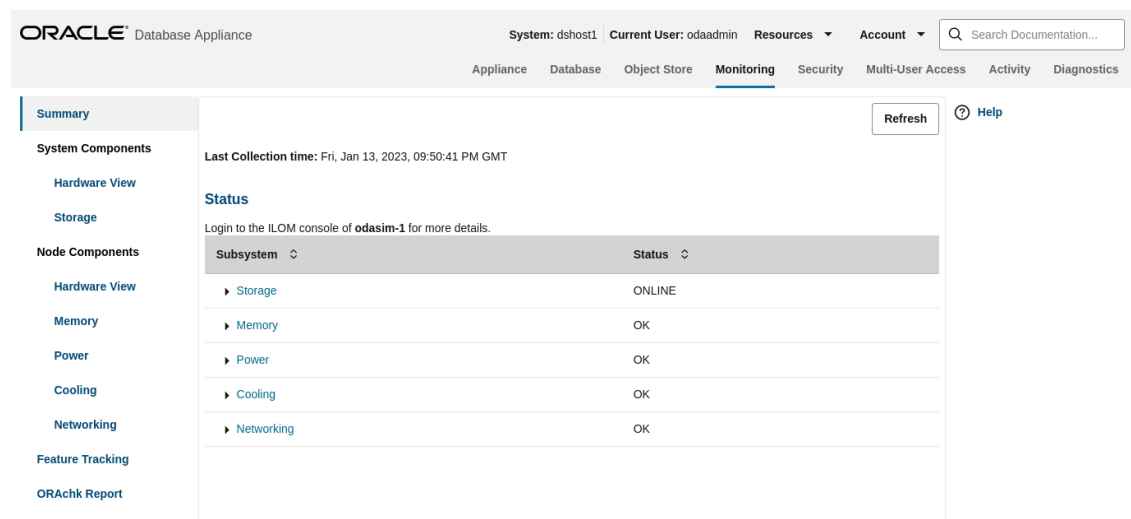 ORACLE® Database Appliance System: dshost1 Current User: odaadmin Resources Account Search Documentation...
Appliance Database Object Store Monitoring Security Multi-User Access Activity Diagnostics
Summary
System Components
Hardware View
Storage
Node Components
Hardware View
Memory
Power
Cooling
Networking
Feature Tracking
ORAchk Report
Refresh
Last Collection time: Fri, Jan 13, 2023, 09:50:41 PM GMT
Status
Login to the ILOM console of odasim-1 for more details.
Subsystem Status
Storage ONLINE
Memory OK
Power OK
Cooling OK
Networking OK
Help